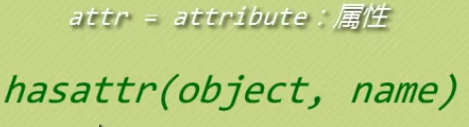 attr = attribute：属性
hasattr(object, name)